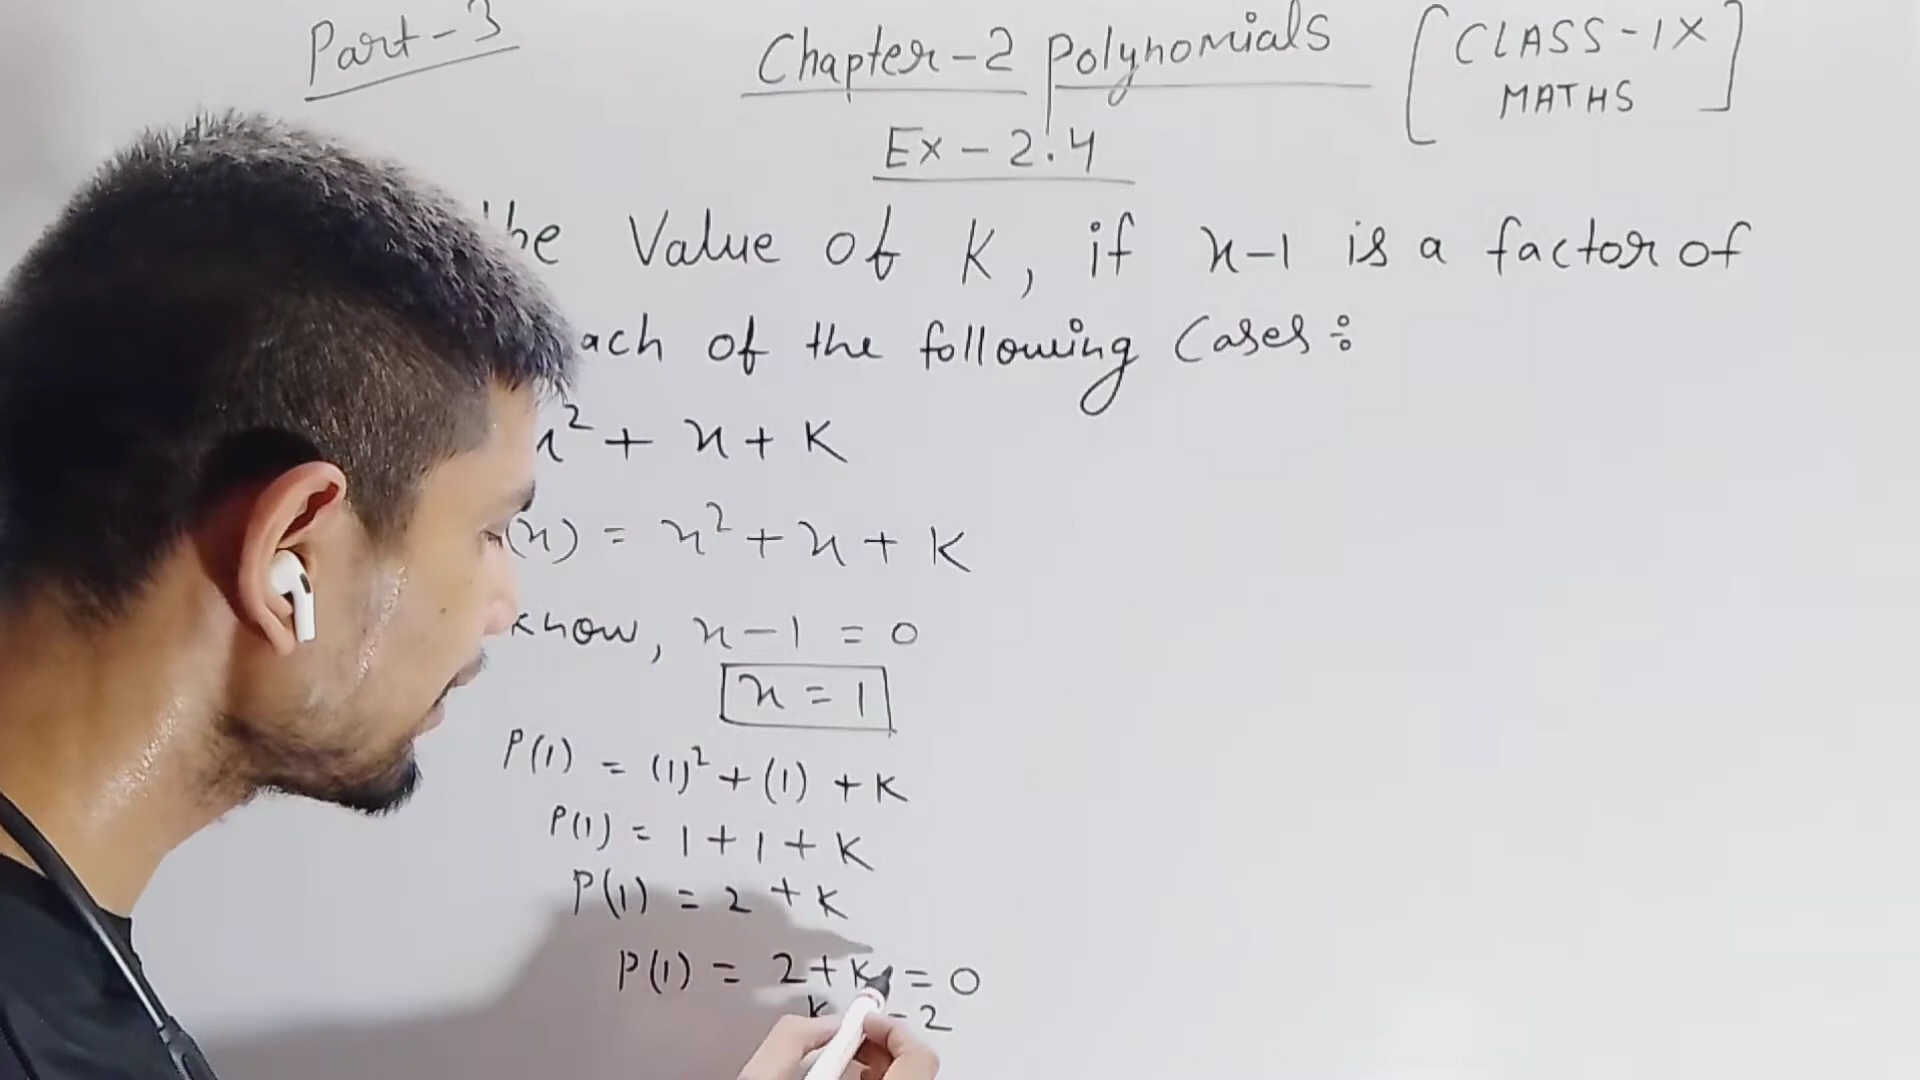 Part-3
Chapter-2 Polynomials
[CLASS-IX
MATHS]
Ex-2.4
Value of K, if x-1 is a factor of
of the following Cases:
x² + x + K
(x) = x² + x + K
know, x-1 = 0
x = 1
P(1) = (1)² + (1) + K
P(1) = 1 + 1 + K
P(1) = 2 + K
P(1) = 2 + K = 0
K -2